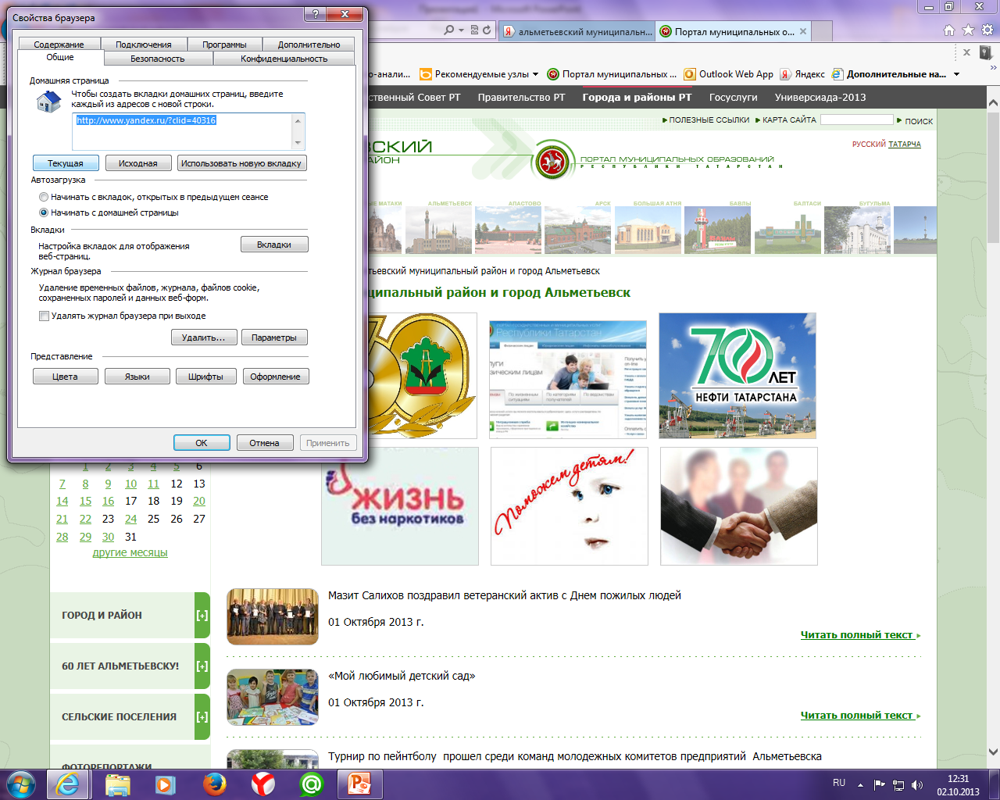 Свойства браузера
Содержание
Подключения
Программы
Дополнительно
Общие
Безопасность
Конфиденциальность
Домашняя страница
Чтобы создать вкладки домашних страниц, введите
каждый из адресов с новой строки.
http://www.yandex.ru/?clid=40316
Текущая
Исходная
Использовать новую вкладку
Автозагрузка
Начинать с вкладок, открытых в предыдущем сеансе
Начинать с домашней страницы
Вкладки
Настройка вкладок для отображения
веб-страниц.
Вкладки
Журнал браузера
Удаление временных файлов, журнала, файлов cookie,
сохраненных паролей и данных веб-форм.
Удалять журнал браузера при выходе
Удалить...
Параметры
Представление
Цвета
Языки
Шрифты
Оформление
ОК
Отмена
Применить
альметьевский муниципальн...
Портал муниципальных о...
о-анали...
Рекомендуемые узлы
Портал муниципальных ...
Outlook Web App
Яндекс
Дополнительные на...
ственный Совет РТ
Правительство РТ
Города и районы РТ
Госуслуги
Универсиада-2013
ПОЛЕЗНЫЕ ССЫЛКИ
КАРТА САЙТА
ПОИСК
РУССКИЙ ТАТАРЧА
ВСКИЙ
АЙОН
ПОРТАЛ МУНИЦИПАЛЬНЫХ ОБРАЗОВАНИЙ
РЕСПУБЛИКИ ТАТАРСТАН
ЫЕ МАТАКИ
АЛЬМЕТЬЕВСК
АПАСТОВО
АРСК
БОЛЬШАЯ АТНЯ
БАВЛЫ
БАЛТАСИ
БУГУЛЬМА
тьевский муниципальный район и город Альметьевск
ципальный район и город Альметьевск
Республики Татарстан
70 ЛЕТ
НЕФТИ ТАТАРСТАНА
ЖИЗНЬ
без наркотиков
Поможем детям!
1 2 3 4 5 6
7 8 9 10 11 12 13
14 15 16 17 18 19 20
21 22 23 24 25 26 27
28 29 30 31
другие месяцы
ГОРОД И РАЙОН
[+]
60 ЛЕТ АЛЬМЕТЬЕВСКУ!
[+]
СЕЛЬСКИЕ ПОСЕЛЕНИЯ
[+]
ФОТОРЕПОРТАЖИ
Мазит Салихов поздравил ветеранский актив с Днем пожилых людей
01 Октября 2013 г.
Читать полный текст
«Мой любимый детский сад»
01 Октября 2013 г.
Читать полный текст
Турнир по пейнтболу прошел среди команд молодежных комитетов предприятий Альметьевска
RU
12:31
02.10.2013